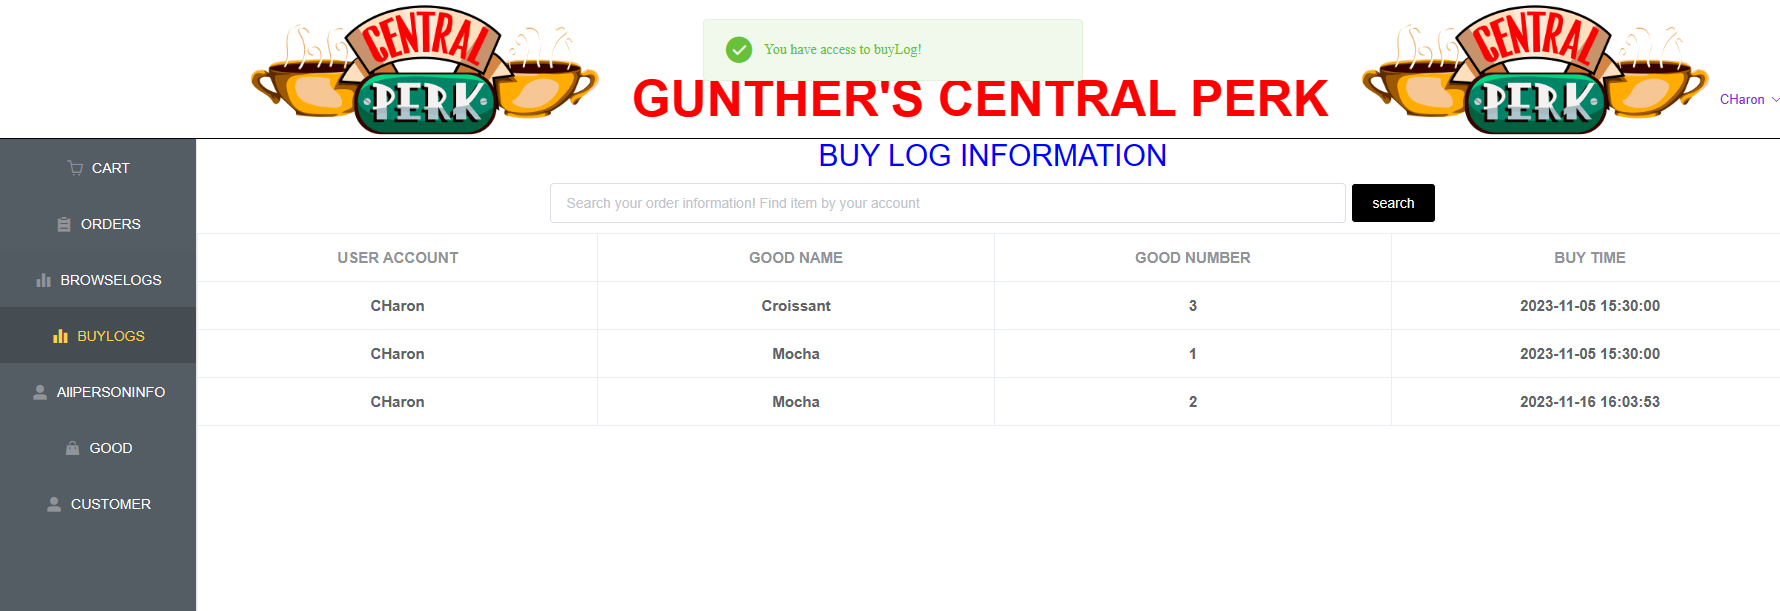 CENTRAL
PERK
You have access to buyLog!
GUNTHER'S CENTRAL PERK
CENTRAL
PERK
CHaron
CART
ORDERS
BROWSELOGS
BUYLOGS
AllPERSONINFO
GOOD
CUSTOMER
BUY LOG INFORMATION
Search your order information! Find item by your account
search
USER ACCOUNT GOOD NAME GOOD NUMBER BUY TIME
CHaron Croissant 3 2023-11-05 15:30:00
CHaron Mocha 1 2023-11-05 15:30:00
CHaron Mocha 2 2023-11-16 16:03:53